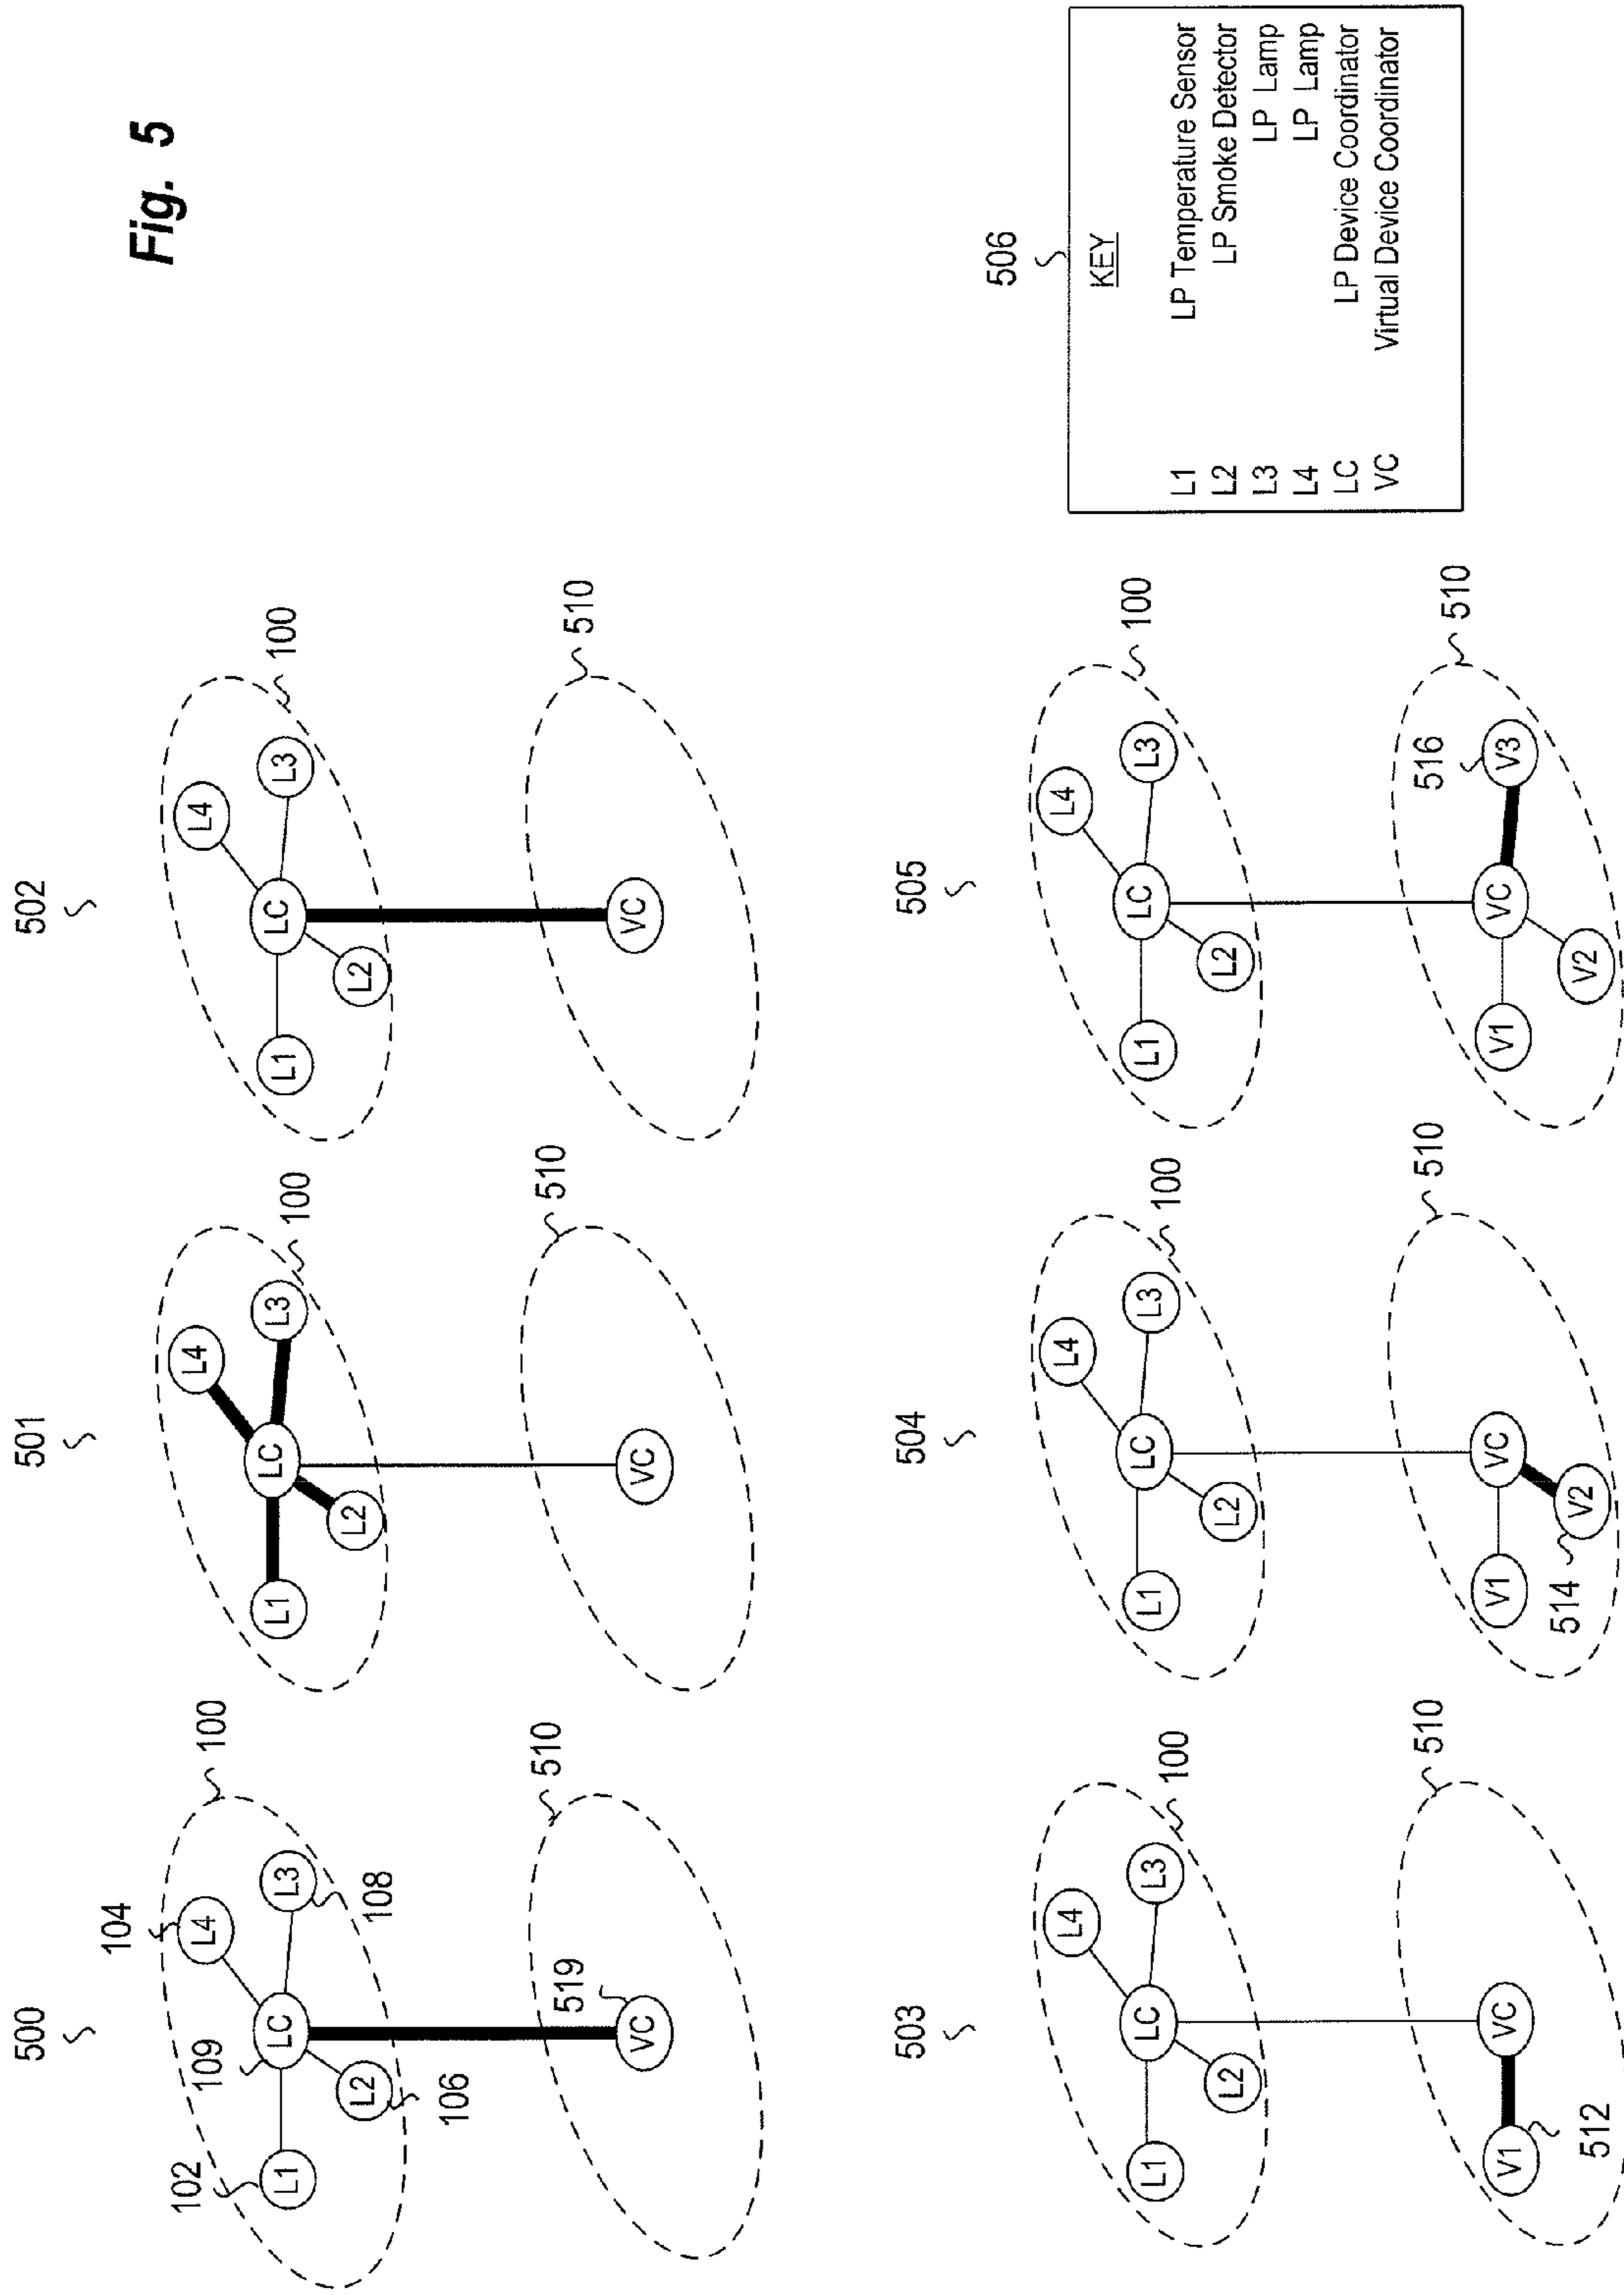 Fig. 5
500
109
104
100
102
L1
LC
L4
L3
L2
106
108
519
VC
510
501
L1
LC
L4
L3
L2
100
VC
510
502
L1
LC
L4
L3
L2
100
VC
510
503
L1
LC
L4
L3
L2
100
V1
VC
512
510
504
L1
LC
L4
L3
L2
100
V1
VC
V2
514
510
505
L1
LC
L4
L3
L2
100
V1
VC
V2
V3
516
510
506
KEY
L1 LP Temperature Sensor
L2 LP Smoke Detector
L3 LP Lamp
L4 LP Lamp
LC LP Device Coordinator
VC Virtual Device Coordinator